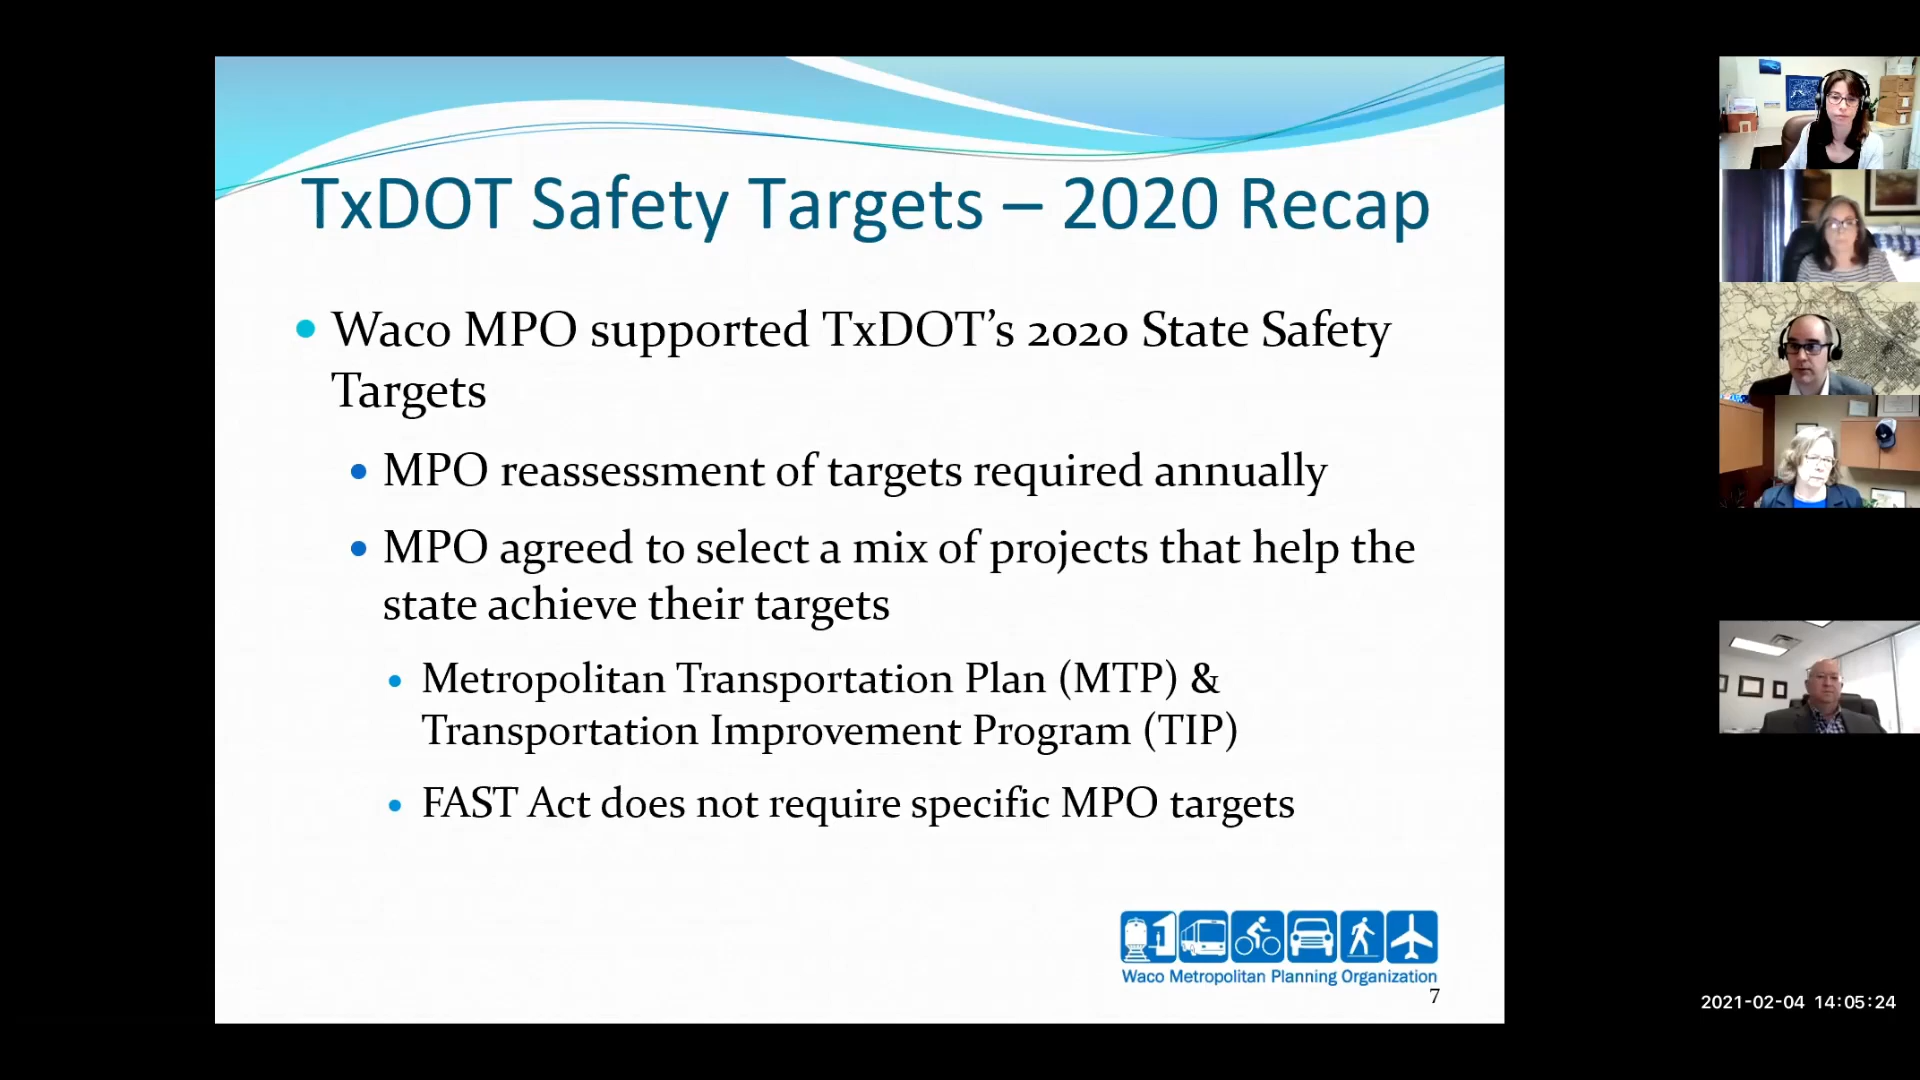 TxDOT Safety Targets – 2020 Recap
Waco MPO supported TxDOT’s 2020 State Safety
Targets
MPO reassessment of targets required annually
MPO agreed to select a mix of projects that help the
state achieve their targets
Metropolitan Transportation Plan (MTP) &
Transportation Improvement Program (TIP)
FAST Act does not require specific MPO targets
Waco Metropolitan Planning Organization
7
2021-02-04 14:05:24